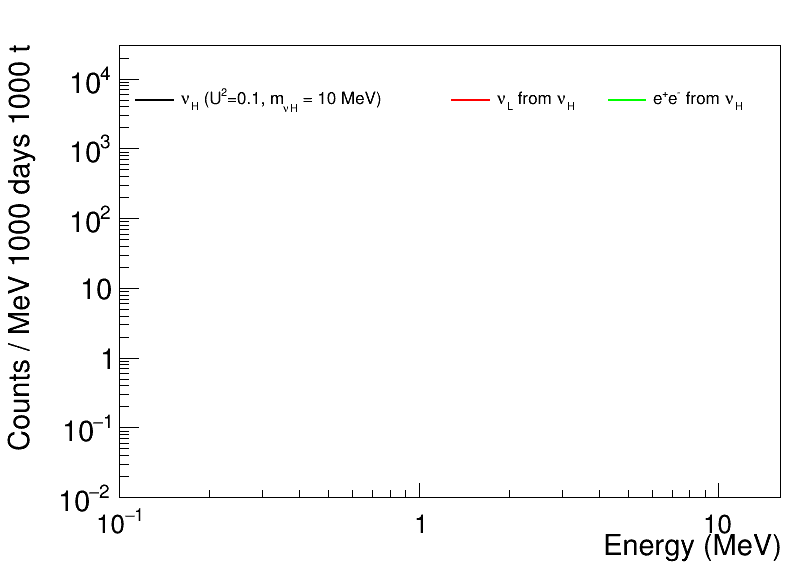 Counts / MeV 1000 days 1000 t
10⁴
10³
10²
10
1
10⁻¹
10⁻²
ν_H (U²=0.1, m_νH = 10 MeV)
ν_L from ν_H
e⁺e⁻ from ν_H
10⁻¹ 1 10
Energy (MeV)